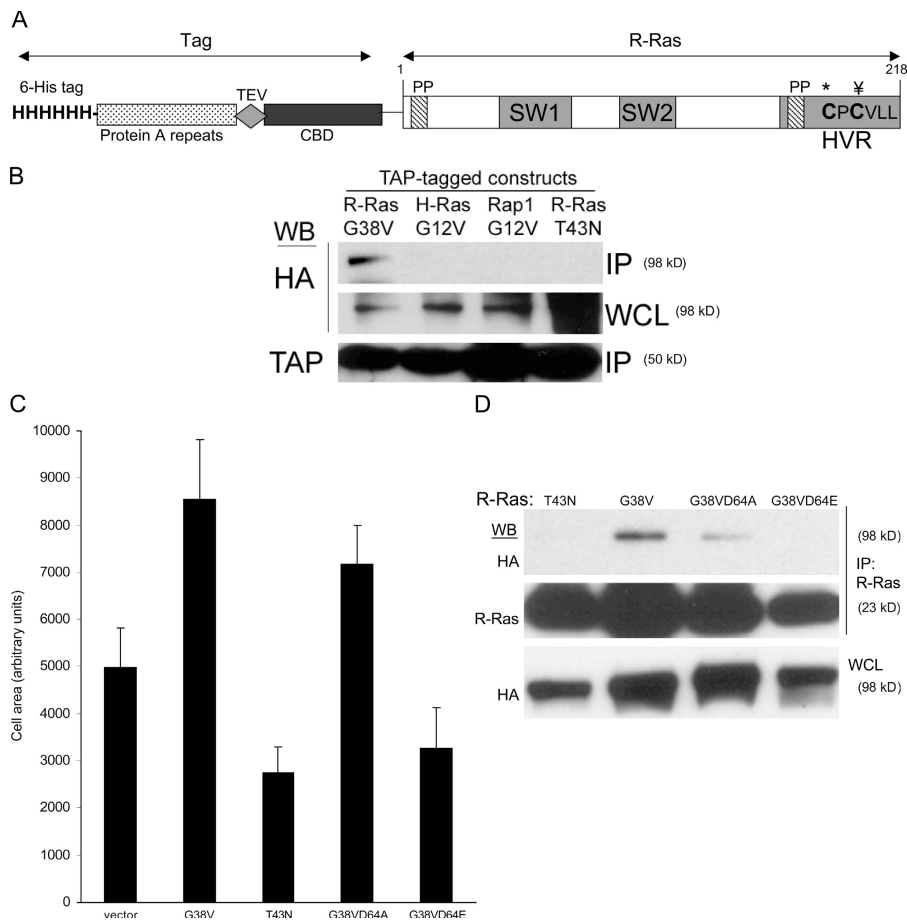 A
Tag
R-Ras
6-His tag
TEV
1
PP
PP
*
¥
218
HHHHHH-
SW1
SW2
CPCVLL
Protein A repeats
CBD
HVR
B
TAP-tagged constructs
R-Ras H-Ras Rap1 R-Ras
WB G38V G12V G12V T43N
HA
IP (98 kD)
WCL (98 kD)
TAP
IP (50 kD)
C
Cell area (arbitrary units)
10000
9000
8000
7000
6000
5000
4000
3000
2000
1000
0
vector G38V T43N G38VD64A G38VD64E
D
R-Ras: T43N G38V G38VD64A G38VD64E
WB
HA
(98 kD)
IP:
R-Ras
R-Ras
(23 kD)
HA
WCL
(98 kD)